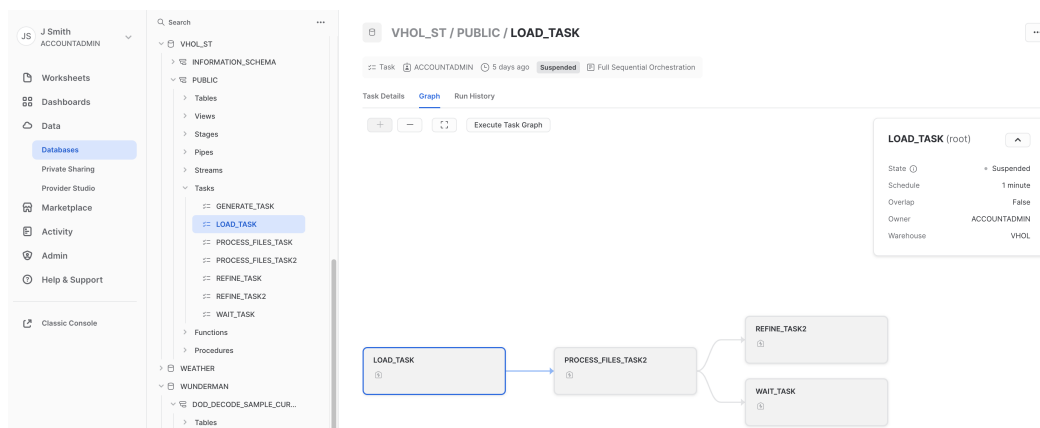 JS
J Smith
ACCOUNTADMIN
Worksheets
Dashboards
Data
Databases
Private Sharing
Provider Studio
Marketplace
Activity
Admin
Help & Support
Classic Console
Search
...
VHOL_ST
INFORMATION_SCHEMA
PUBLIC
Tables
Views
Stages
Pipes
Streams
Tasks
GENERATE_TASK
LOAD_TASK
PROCESS_FILES_TASK
PROCESS_FILES_TASK2
REFINE_TASK
REFINE_TASK2
WAIT_TASK
Functions
Procedures
WEATHER
WUNDERMAN
DOD_DECODE_SAMPLE_CUR...
Tables
VHOL_ST / PUBLIC / LOAD_TASK
Task ACCOUNTADMIN 5 days ago Suspended Full Sequential Orchestration
Task Details Graph Run History
+ − Execute Task Graph
LOAD_TASK (root)
State Suspended
Schedule 1 minute
Overlap False
Owner ACCOUNTADMIN
Warehouse VHOL
LOAD_TASK
PROCESS_FILES_TASK2
REFINE_TASK2
WAIT_TASK